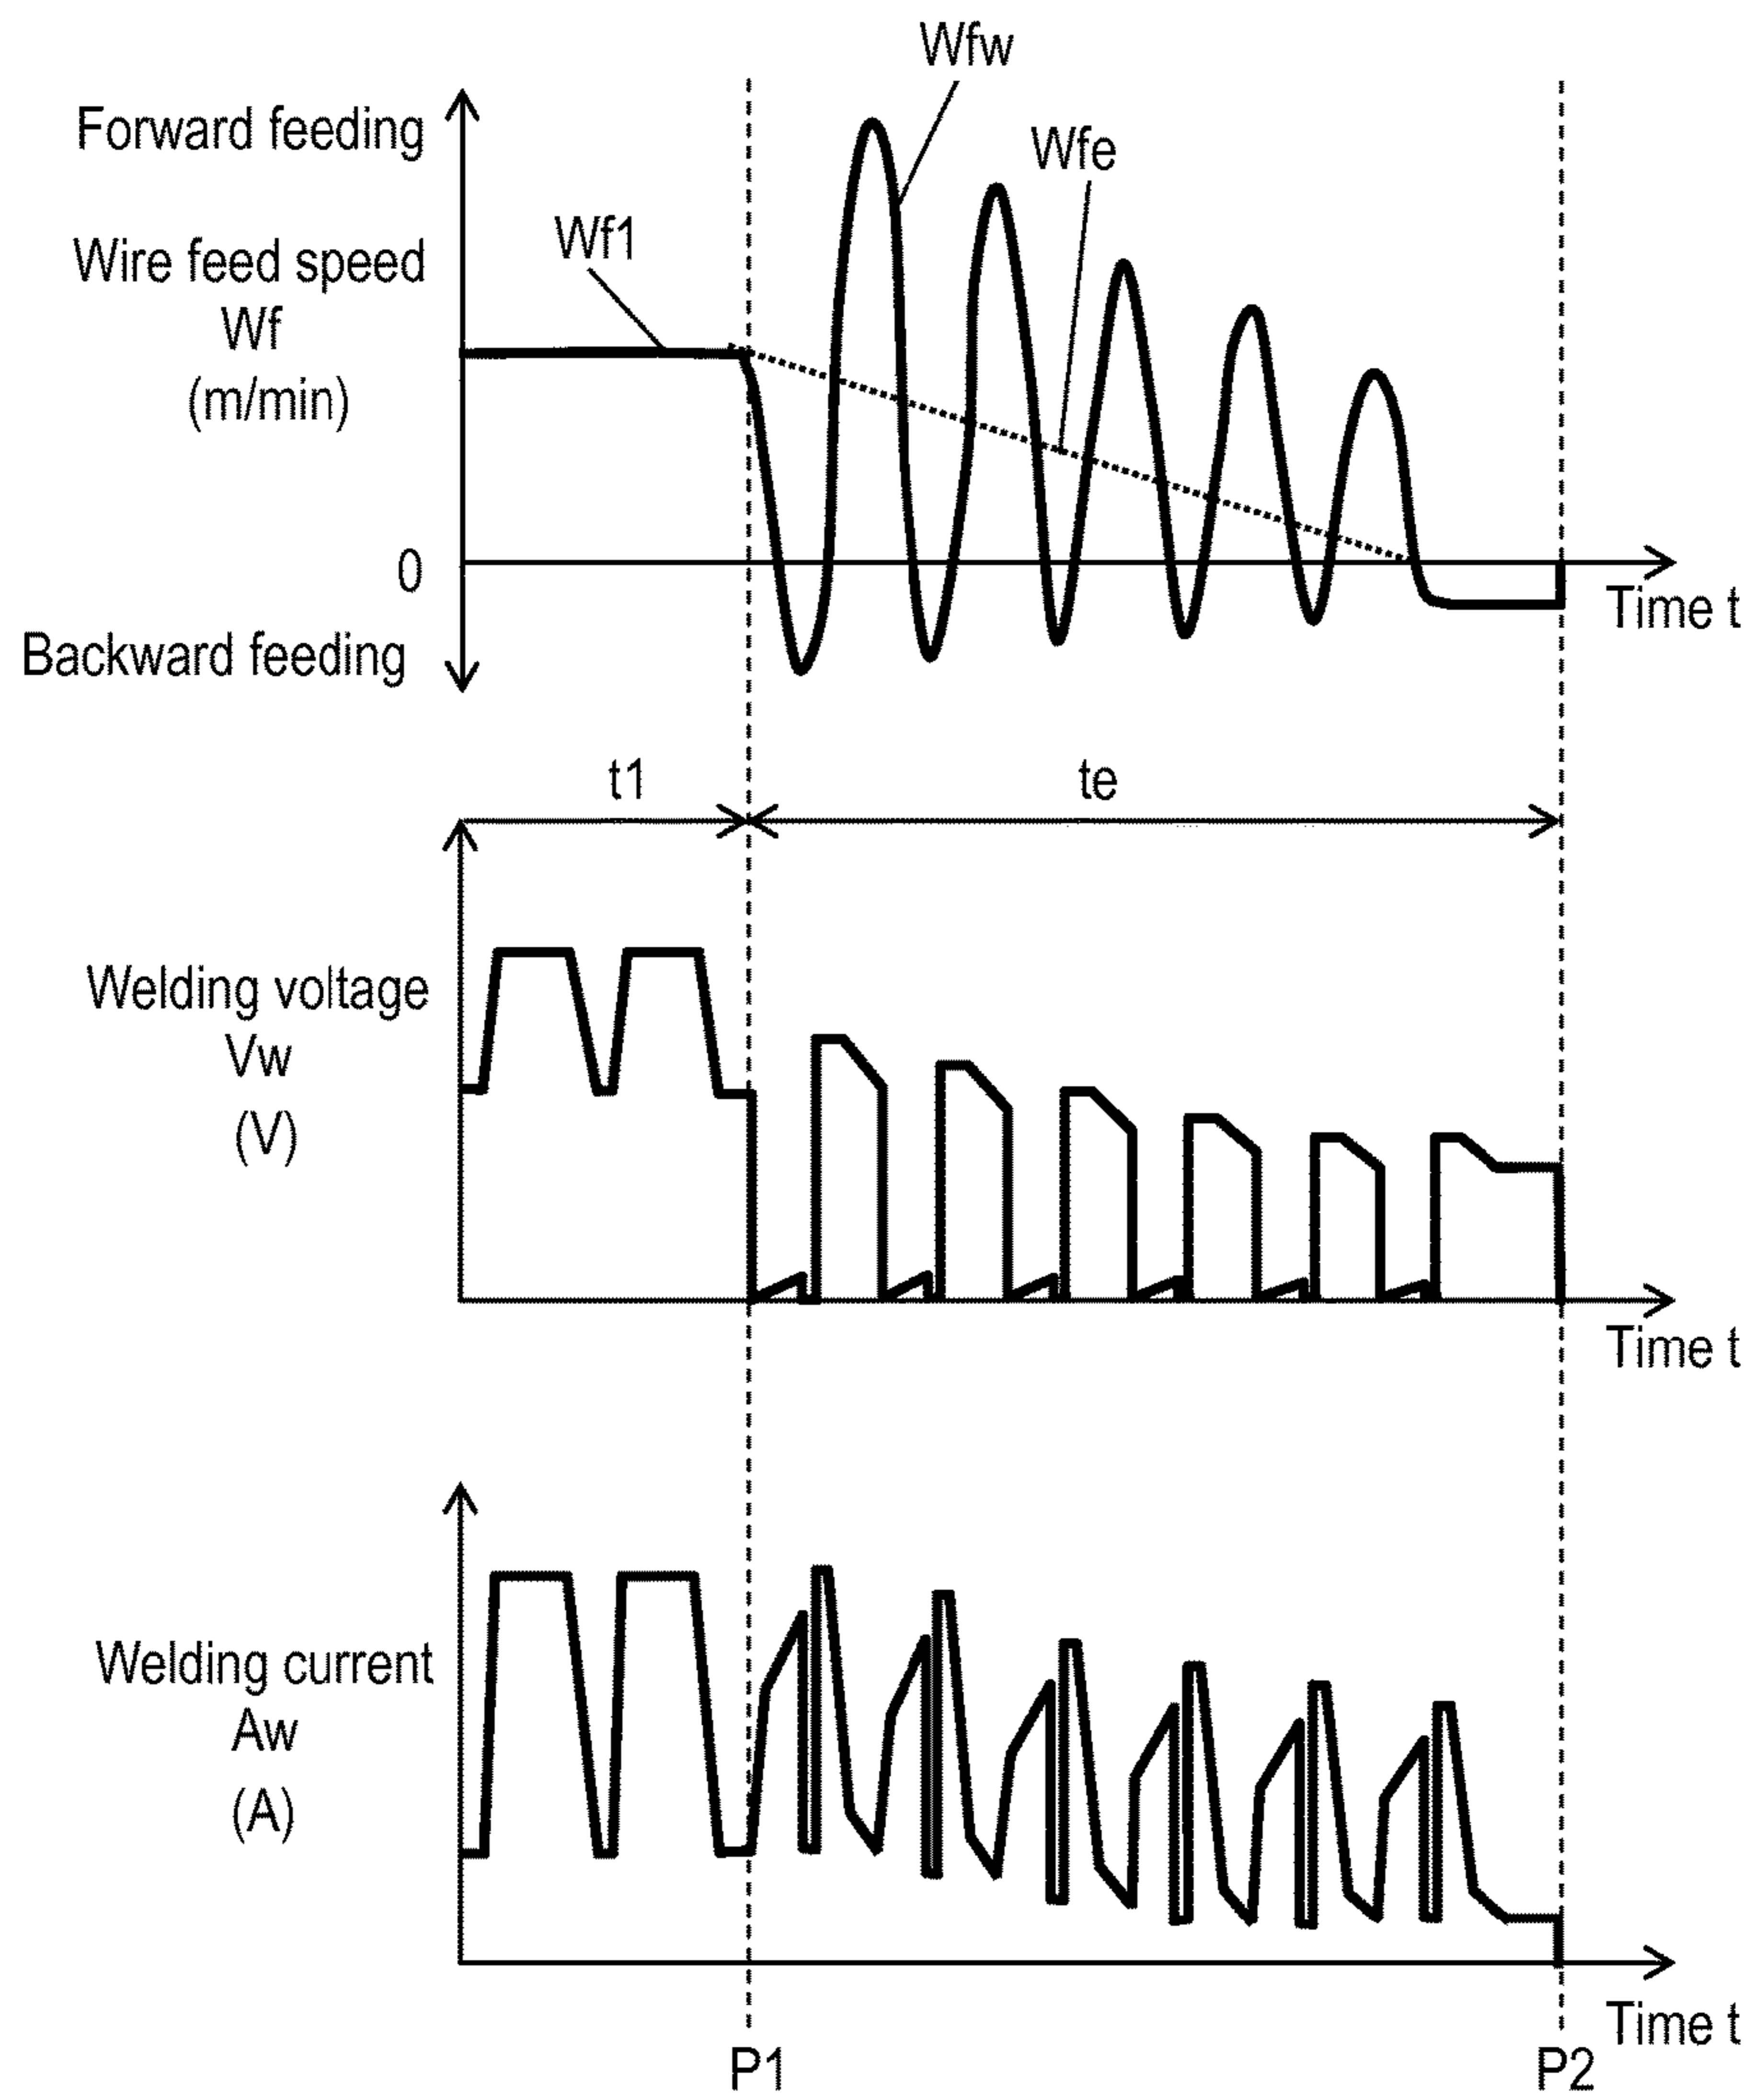 Wfw
Forward feeding
Wfe
Wf1
Wire feed speed
Wf
(m/min)
0
Time t
Backward feeding
t1
te
Welding voltage
Vw
(V)
Time t
Welding current
Aw
(A)
Time t
P1
P2